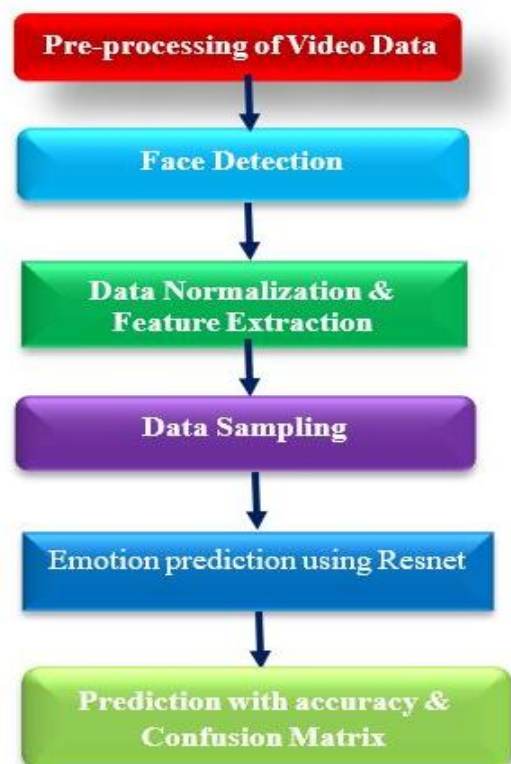 Pre-processing of Video Data
Face Detection
Data Normalization &
Feature Extraction
Data Sampling
Emotion prediction using Resnet
Prediction with accuracy &
Confusion Matrix